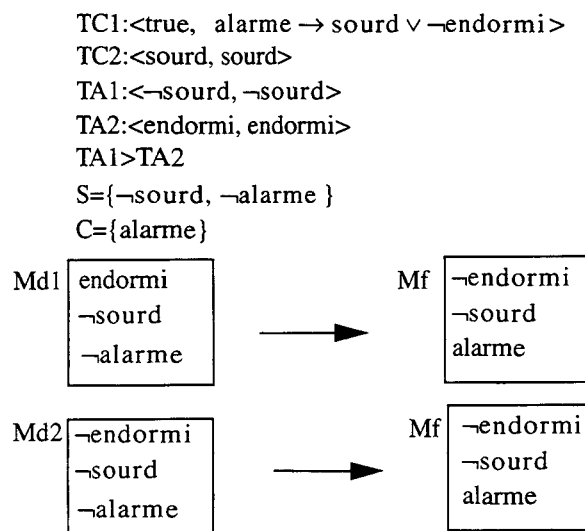 TC1:<true, alarme → sourd ∨ ¬endormi>
TC2:<sourd, sourd>
TA1:<¬sourd, ¬sourd>
TA2:<endormi, endormi>
TA1>TA2
S={¬sourd, ¬alarme }
C={alarme}
Md1 endormi Mf ¬endormi
¬sourd ¬sourd
¬alarme alarme
Md2 ¬endormi Mf ¬endormi
¬sourd ¬sourd
¬alarme alarme